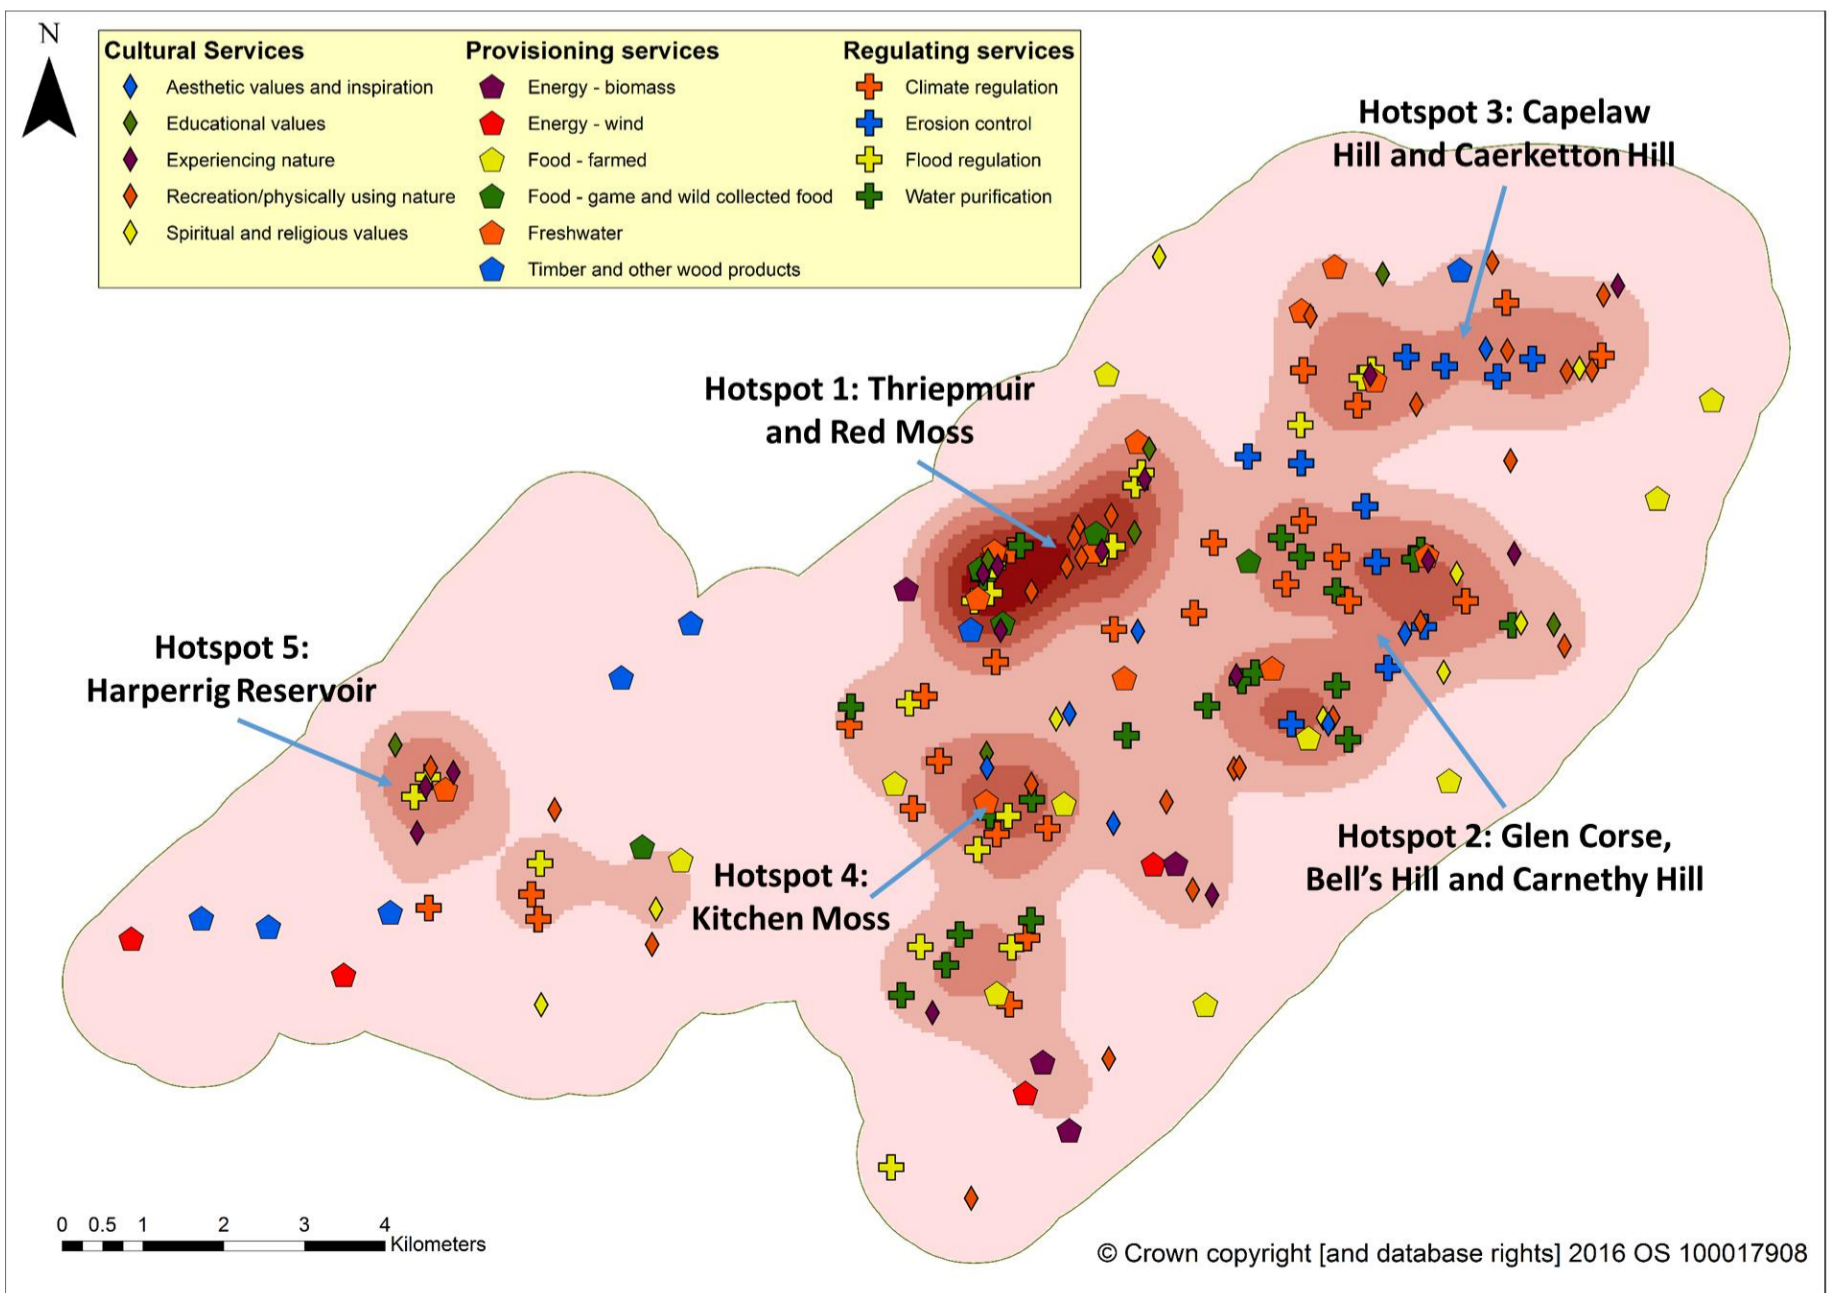 N
Cultural Services
Aesthetic values and inspiration
Educational values
Experiencing nature
Recreation/physically using nature
Spiritual and religious values
Provisioning services
Energy - biomass
Energy - wind
Food - farmed
Food - game and wild collected food
Freshwater
Timber and other wood products
Regulating services
Climate regulation
Erosion control
Flood regulation
Water purification
Hotspot 3: Capelaw
Hill and Caerketton Hill
Hotspot 1: Thriepmuir
and Red Moss
Hotspot 5:
Harperrig Reservoir
Hotspot 4:
Kitchen Moss
Hotspot 2: Glen Corse,
Bell's Hill and Carnethy Hill
0 0.5 1 2 3 4
Kilometers
© Crown copyright [and database rights] 2016 OS 100017908